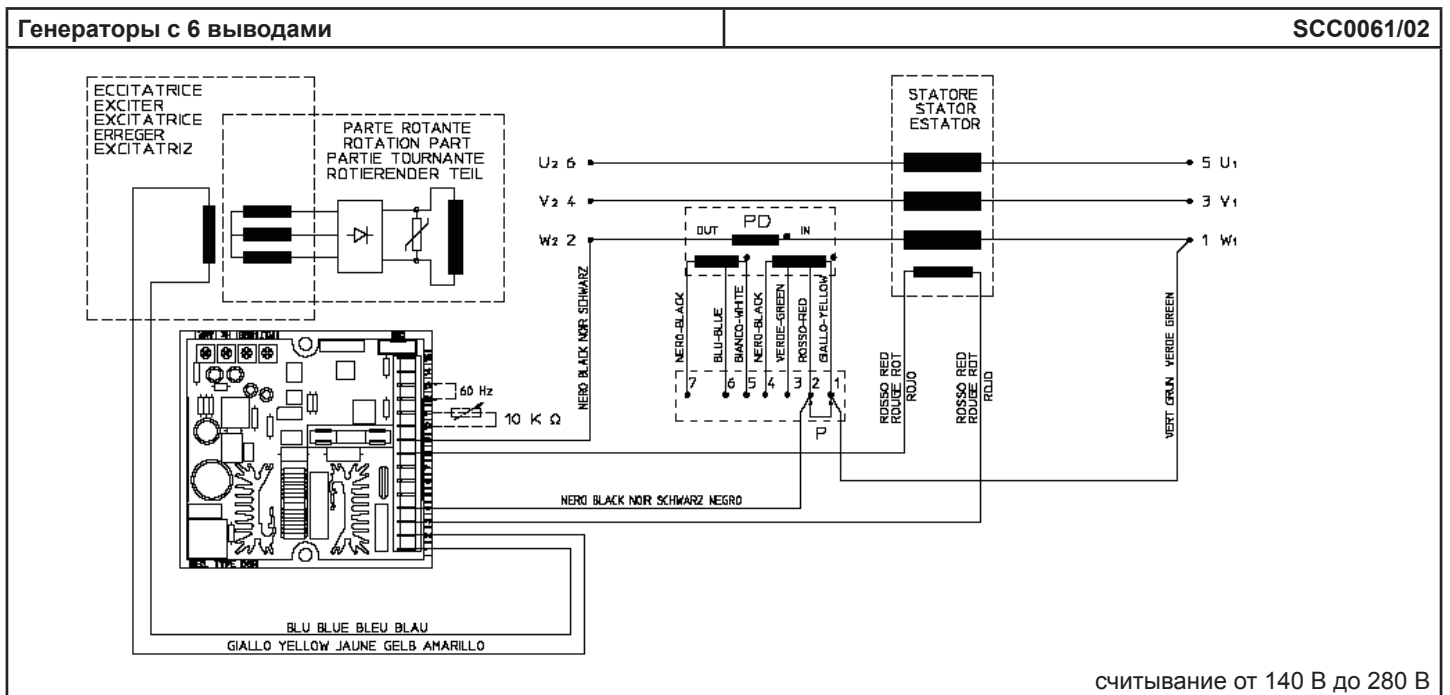 Генераторы с 6 выводами
SCC0061/02
ECCITATRICE
EXCITER
EXCITATRICE
ERREGER
EXCITATRIZ
PARTE ROTANTE
ROTATION PART
PARTIE TOURNANTE
ROTIERENDER TEIL
STATORE
STATOR
ESTATOR
U2 6
5 U1
V2 4
3 V1
W2 2
1 W1
PD
OUT
IN
NERO-BLACK
BLU-BLUE
BIANCO-WHITE
NERO-BLACK
VERDE-GREEN
ROSSO-RED
GIALLO-YELLOW
7 6 5 4 3 2 1
P
NERO BLACK NOIR SCHWARZ
ROSSO RED
ROUGE ROT
ROJO
ROSSO RED
ROUGE ROT
ROJO
VERT GRUN VERDE GREEN
60 Hz
10 K Ω
NERO BLACK NOIR SCHWARZ NEGRO
BLU BLUE BLEU BLAU
GIALLO YELLOW JAUNE GELB AMARILLO
считывание от 140 В до 280 В